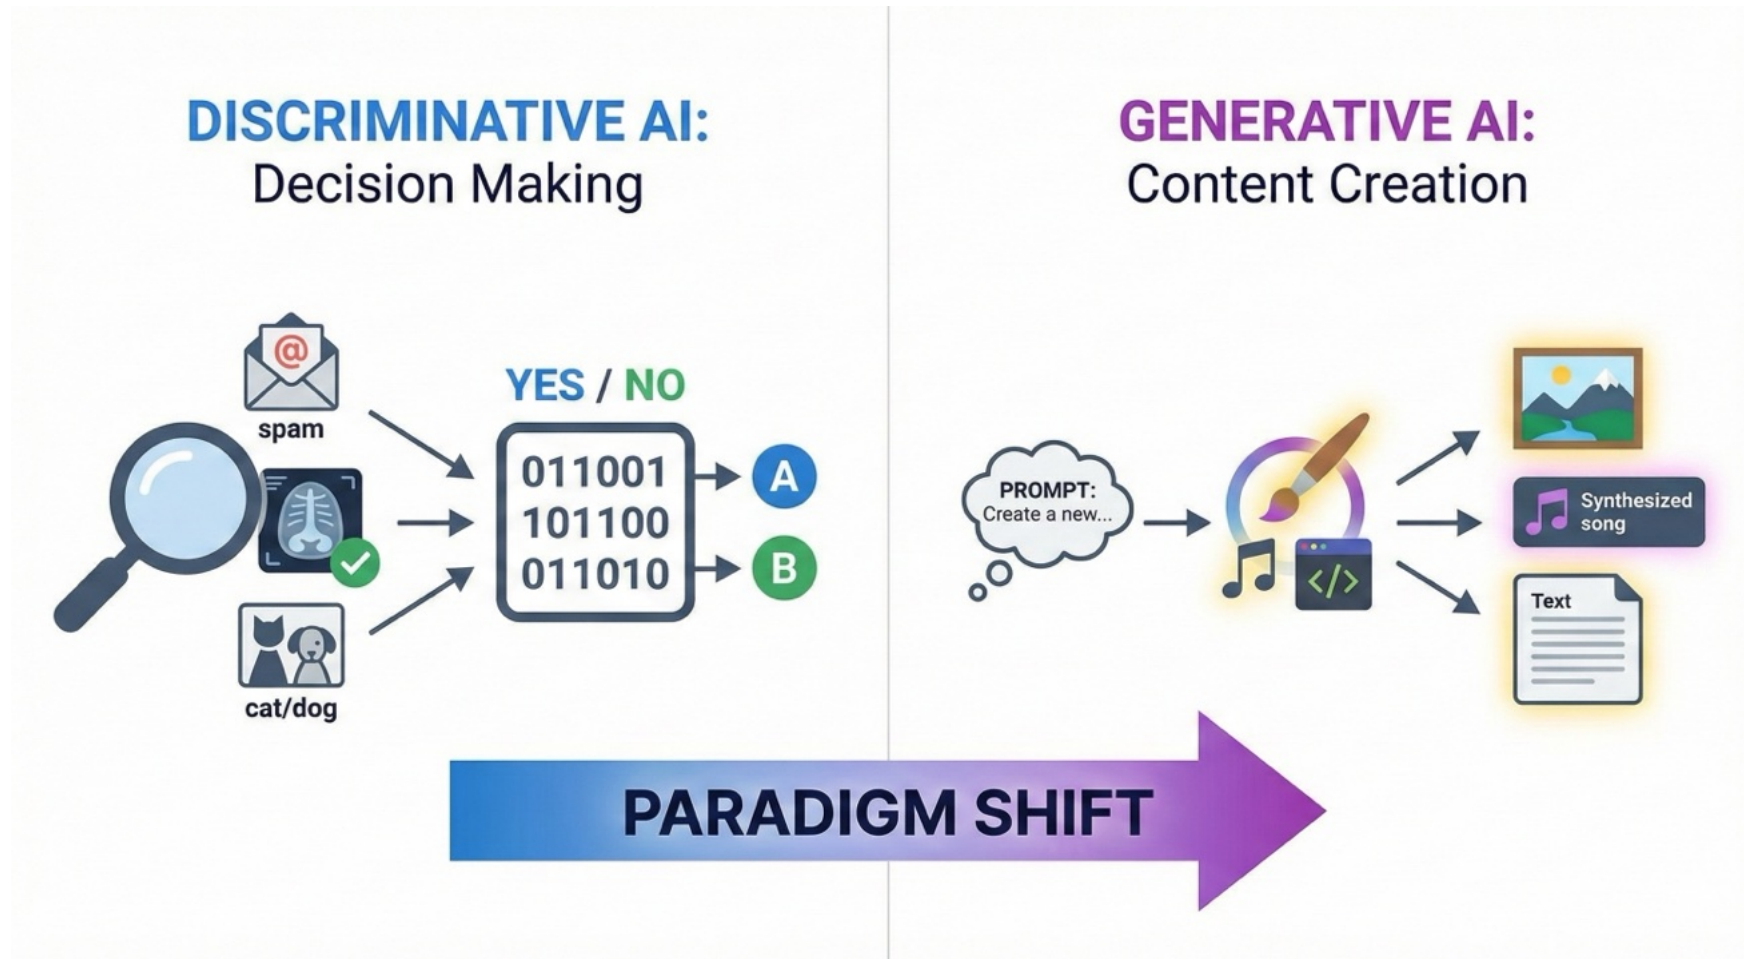 DISCRIMINATIVE AI:
Decision Making
@
spam
cat/dog
YES / NO
011001
101100
011010
A
B
GENERATIVE AI:
Content Creation
PROMPT:
Create a new...
</>
Synthesized
song
Text
PARADIGM SHIFT